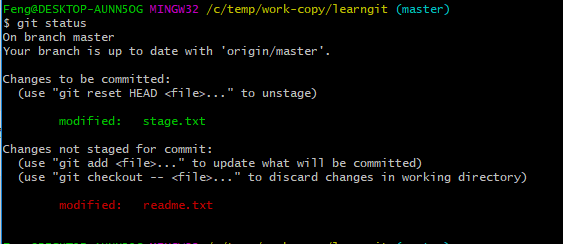 Feng@DESKTOP-AUNN5OG MINGW32 /c/temp/work-copy/learngit (master)
$ git status
On branch master
Your branch is up to date with 'origin/master'.
Changes to be committed:
(use "git reset HEAD <file>..." to unstage)
modified: stage.txt
Changes not staged for commit:
(use "git add <file>..." to update what will be committed)
(use "git checkout -- <file>..." to discard changes in working directory)
modified: readme.txt